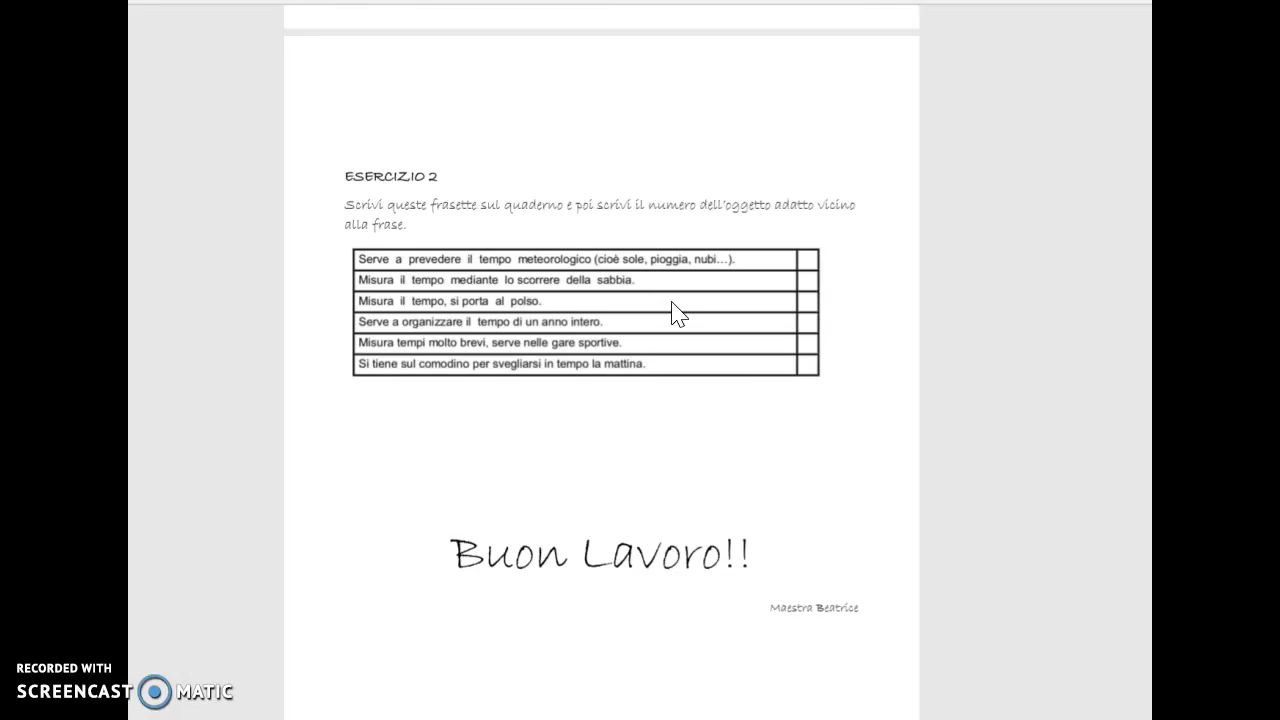 ESERCIZIO 2
Scrivi queste frasette sul quaderno e poi scrivi il numero dell'oggetto adatto vicino
alla frase.
Serve a prevedere il tempo meteorologico (cioè sole, pioggia, nubi...).
Misura il tempo mediante lo scorrere della sabbia.
Misura il tempo, si porta al polso.
Serve a organizzare il tempo di un anno intero.
Misura tempi molto brevi, serve nelle gare sportive.
Si tiene sul comodino per svegliarsi in tempo la mattina.
Buon Lavoro!!
Maestra Beatrice
RECORDED WITH
SCREENCAST MATIC